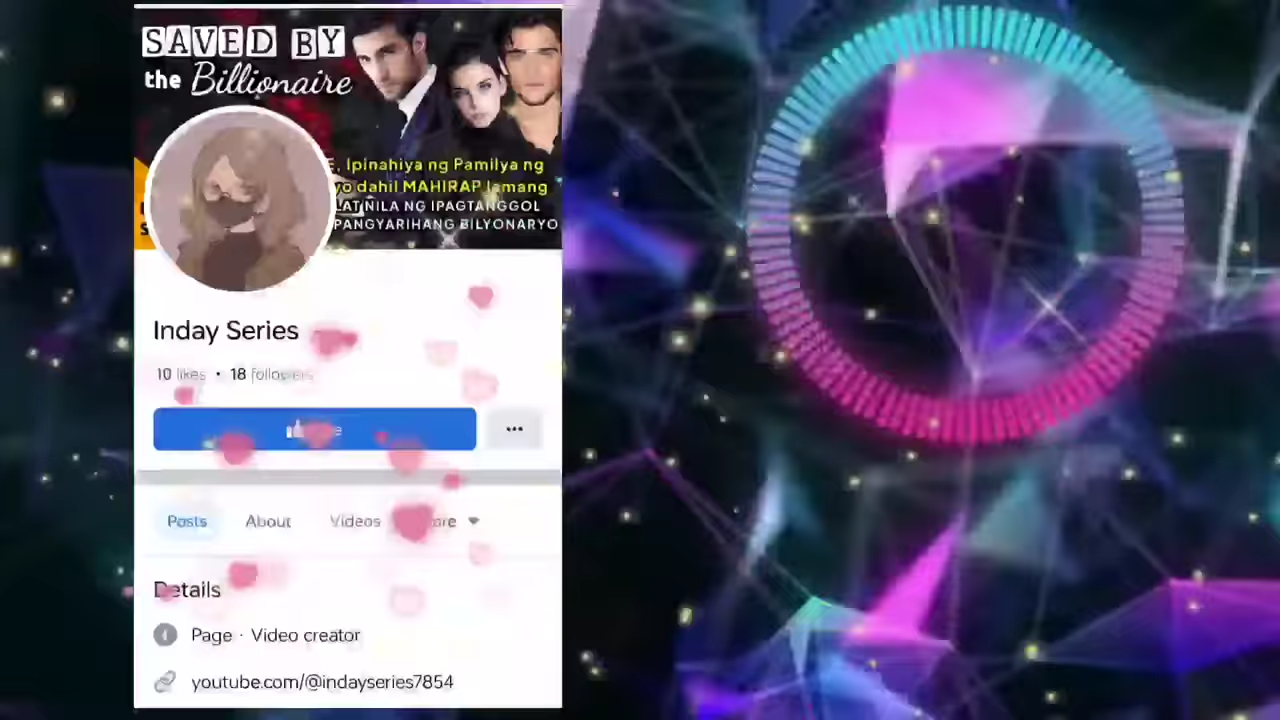 SAVED BY
the Billionaire
Ipinahiya ng Pamilya ng
yo dahil MAHIRAP lamang
NILA NG IPAGTANGGOL
PANGYARIHANG BILYONARYO
Inday Series
10 likes • 18 followers
Posts About Videos
Details
Page · Video creator
youtube.com/@indayseries7854